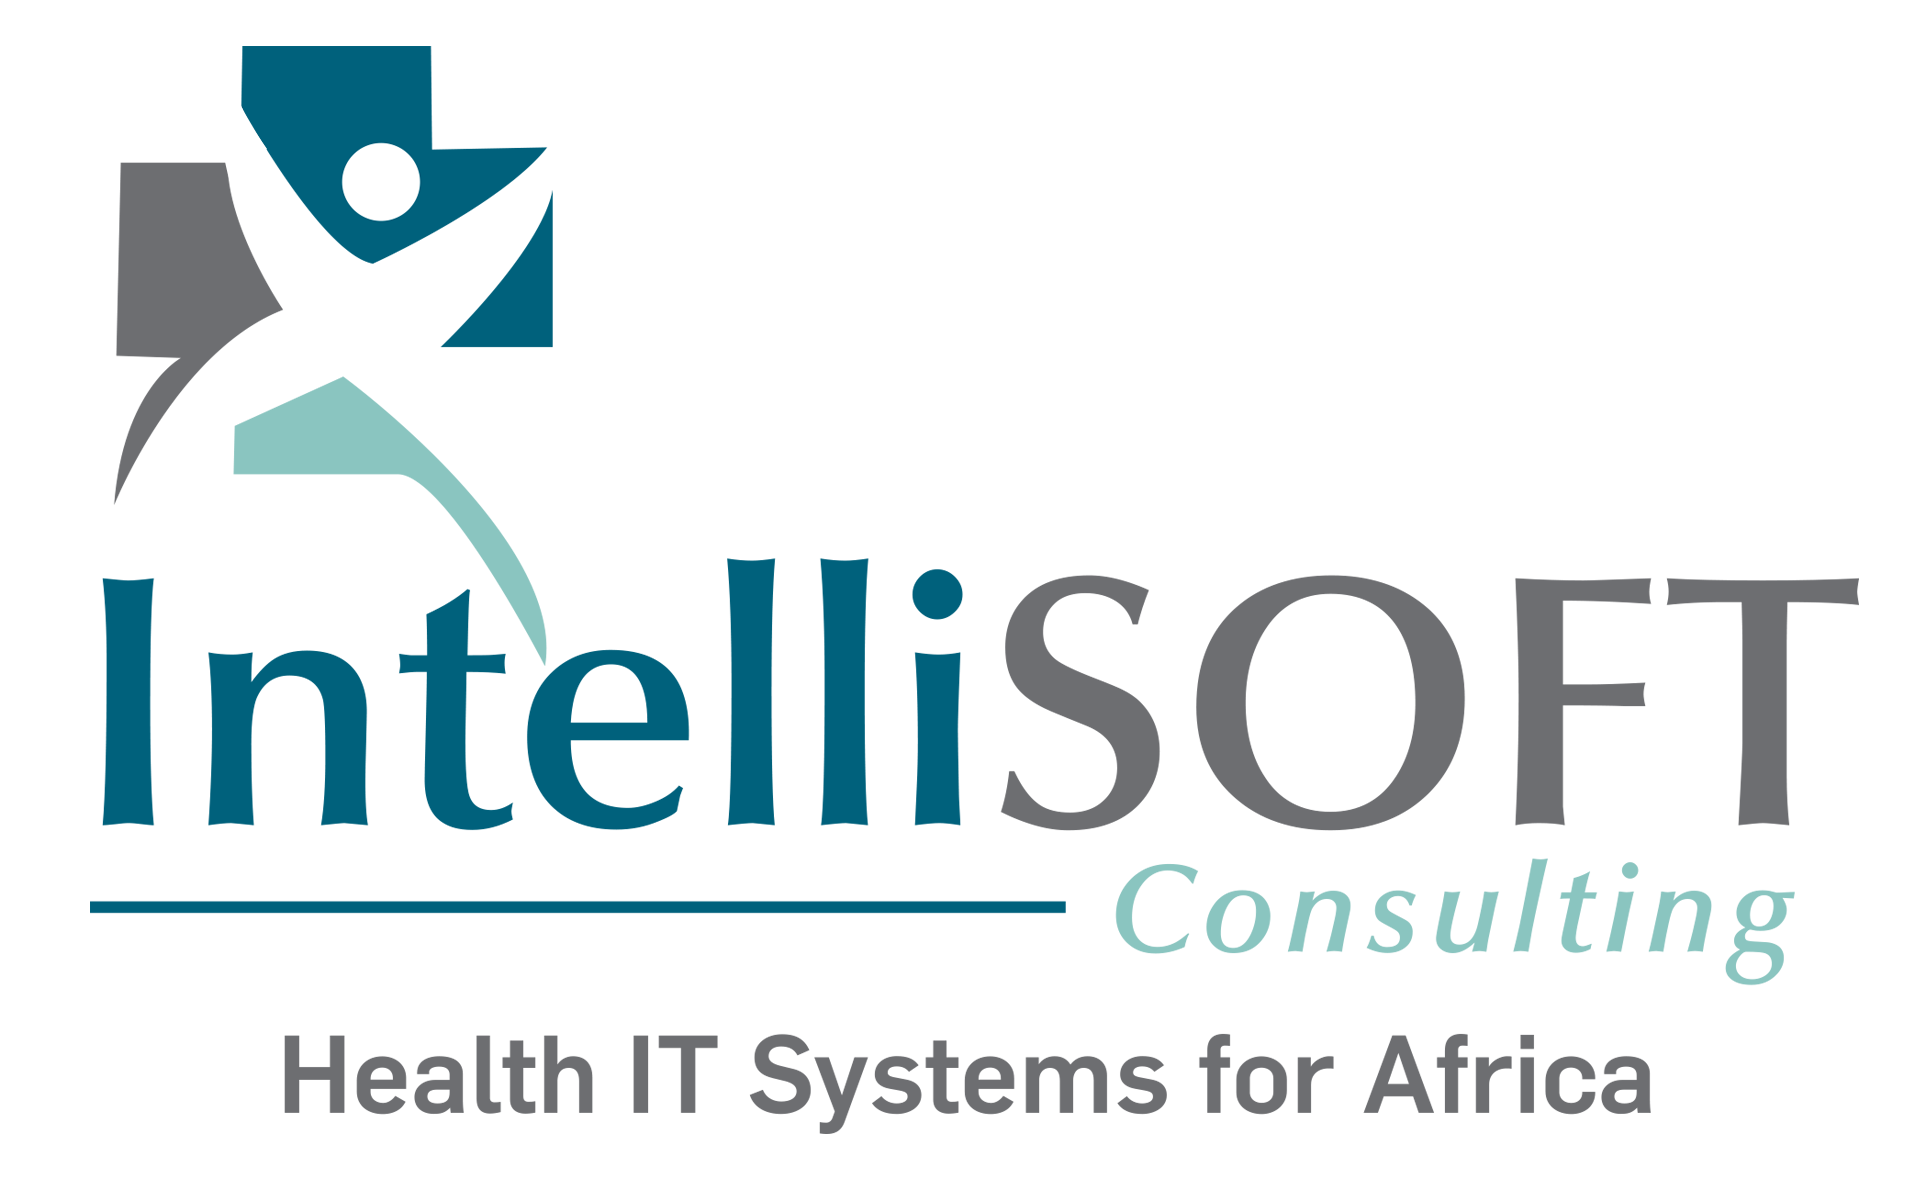 IntelliSOFT
Consulting
Health IT Systems for Africa